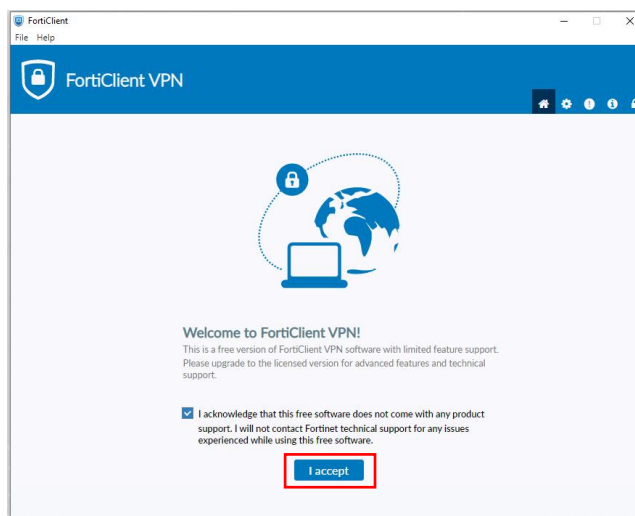 FortiClient
File Help
FortiClient VPN
Welcome to FortiClient VPN!
This is a free version of FortiClient VPN software with limited feature support.
Please upgrade to the licensed version for advanced features and technical
support.
I acknowledge that this free software does not come with any product
support. I will not contact Fortinet technical support for any issues
experienced while using this free software.
I accept